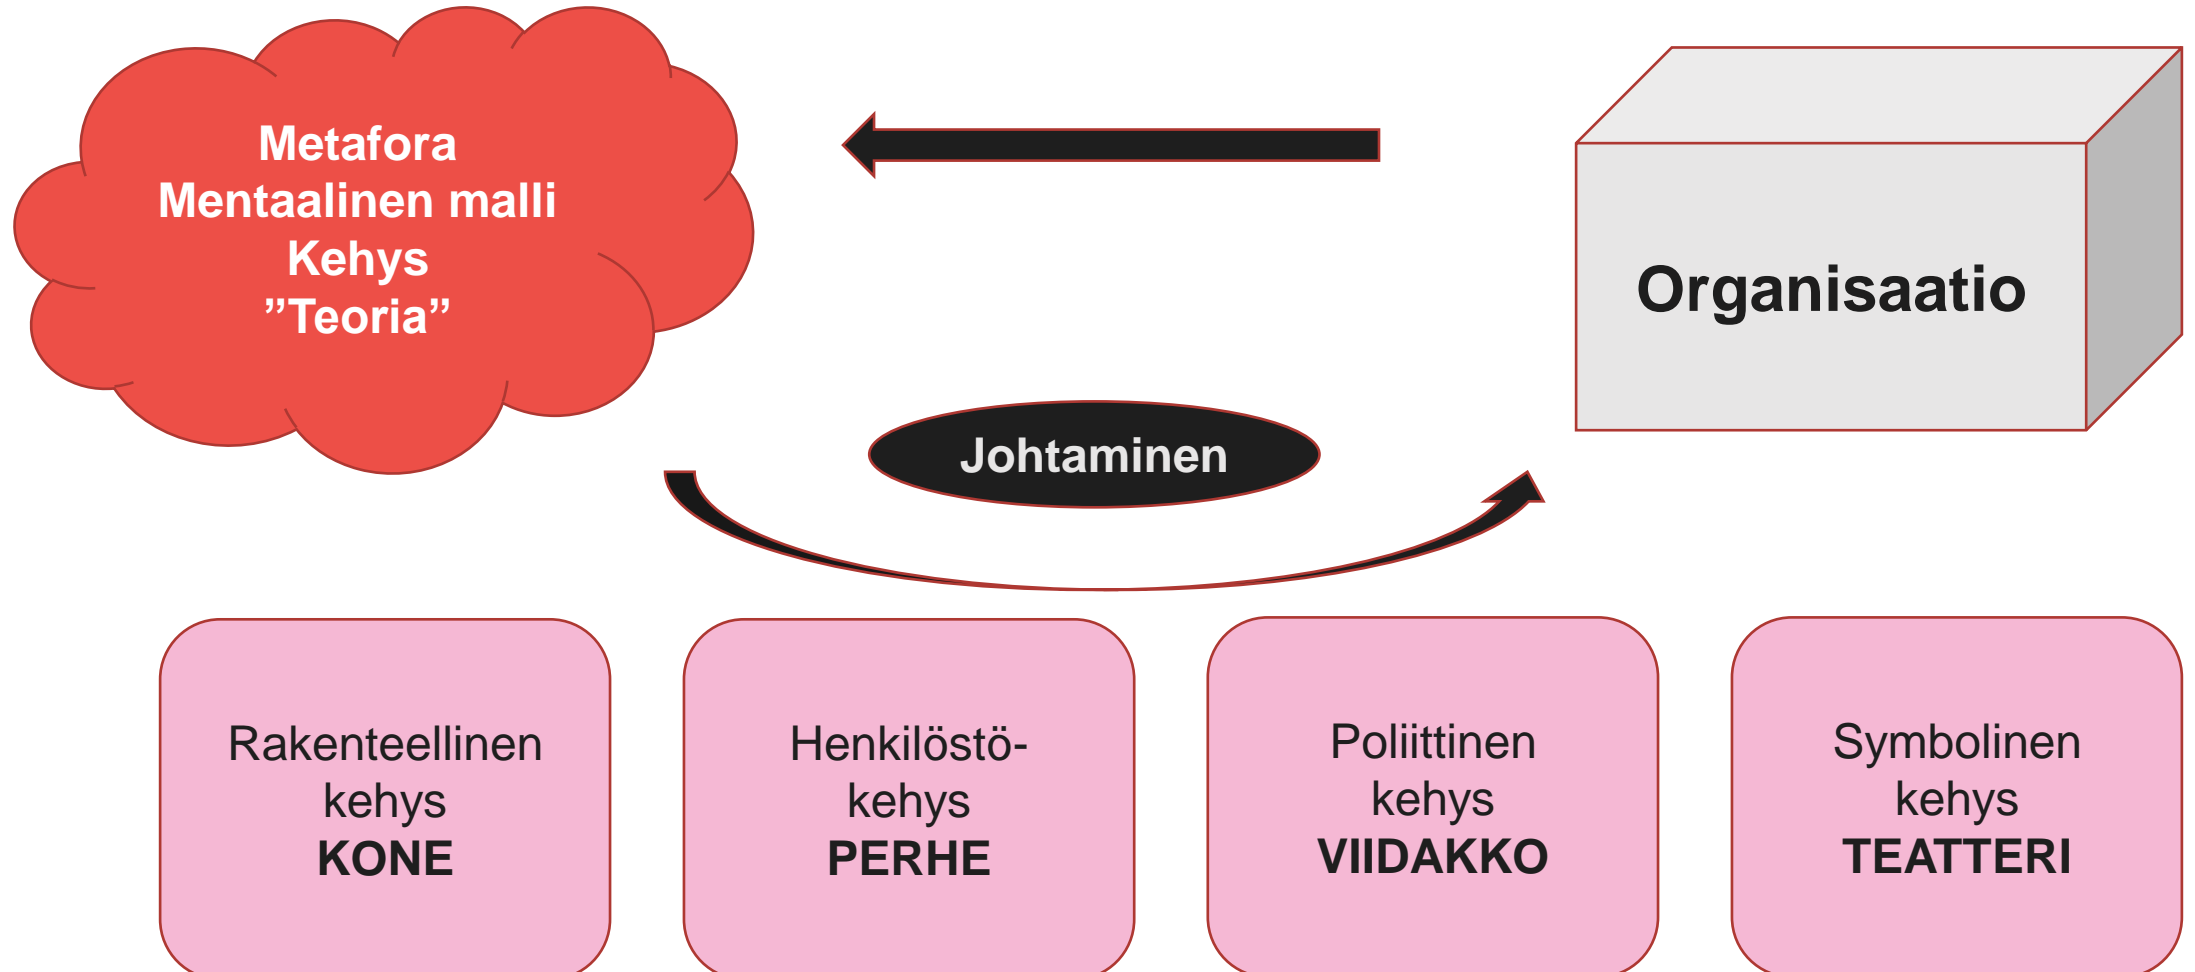 Metafora
Mentaalinen malli
Kehys
”Teoria”
Organisaatio
Johtaminen
Rakenteellinen
kehys
KONE
Henkilöstö-
kehys
PERHE
Poliittinen
kehys
VIIDAKKO
Symbolinen
kehys
TEATTERI